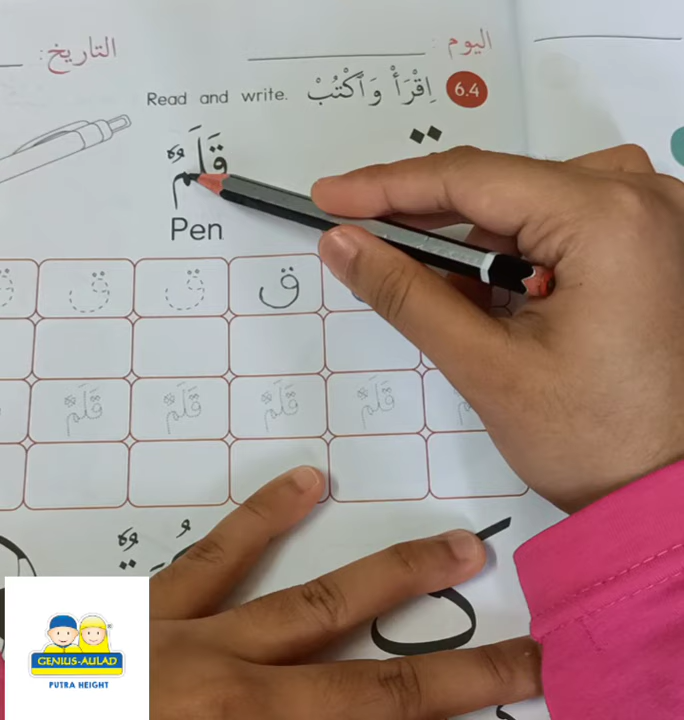 اليوم : التاريخ:
6.4 اِقْرَأْ وَاكْتُبْ Read and write.
قَلَمٌ
Pen
ق ق ق ق
قَلَمٌ قَلَمٌ قَلَمٌ قَلَمٌ
ك
GENIUS-AULAD
PUTRA HEIGHT